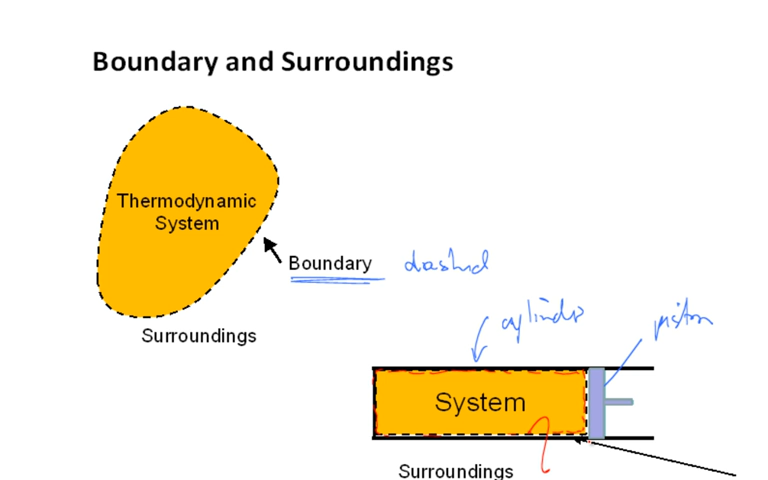 Boundary and Surroundings
Thermodynamic
System
Boundary dashed
Surroundings
cylinder
piston
System
Surroundings